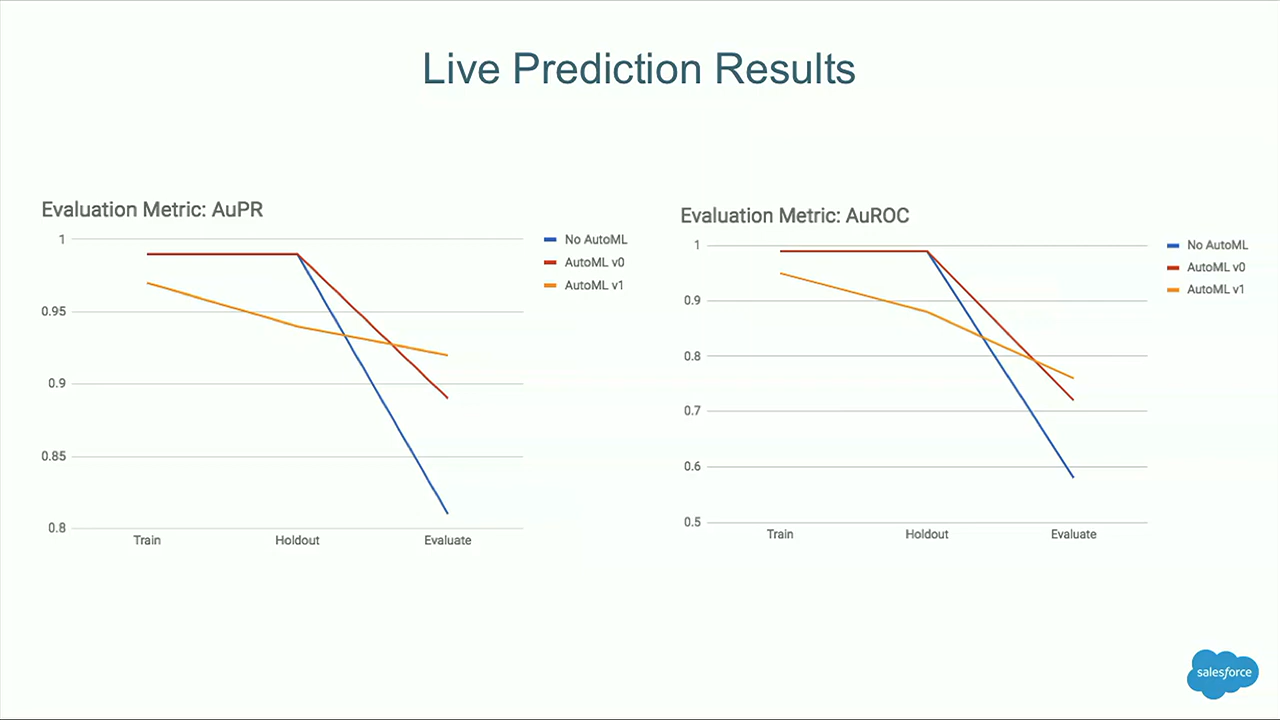 Live Prediction Results
Evaluation Metric: AuPR
1
0.95
0.9
0.85
0.8
Train
Holdout
Evaluate
No AutoML
AutoML v0
AutoML v1
Evaluation Metric: AuROC
1
0.9
0.8
0.7
0.6
0.5
Train
Holdout
Evaluate
No AutoML
AutoML v0
AutoML v1
salesforce